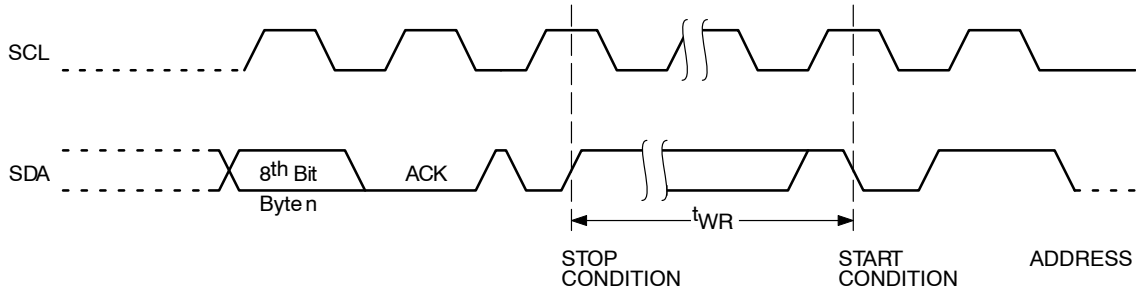 SCL
SDA
8th Bit
Byte n
ACK
tWR
STOP
CONDITION
START
CONDITION
ADDRESS